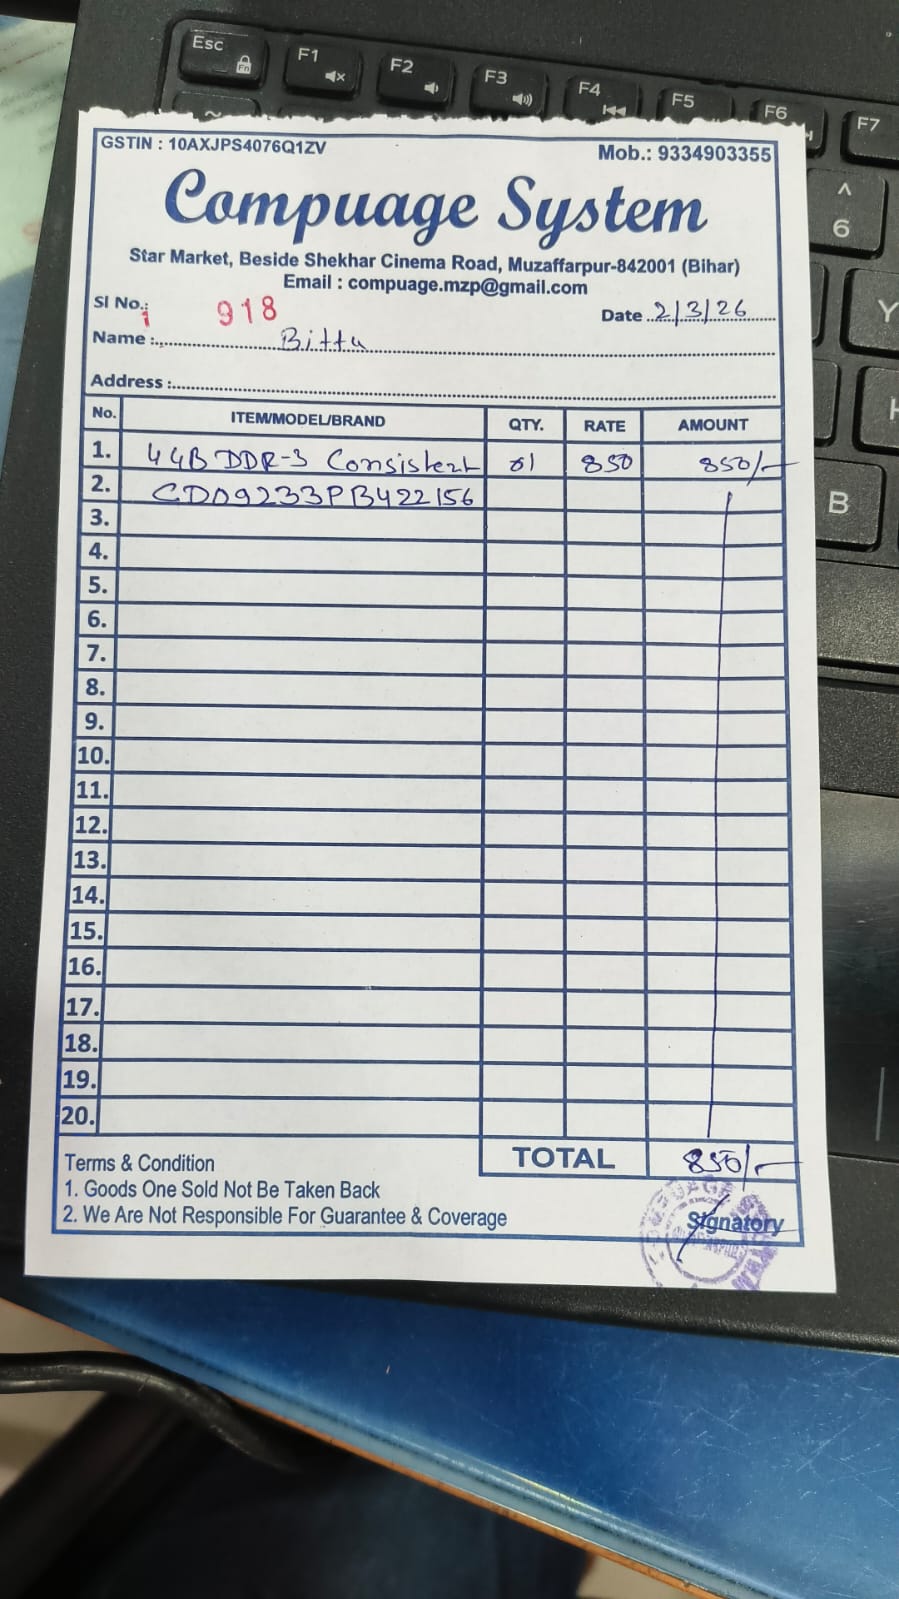 GSTIN : 10AXJPS4076Q1ZV
Mob.: 9334903355
Compuage System
Star Market, Beside Shekhar Cinema Road, Muzaffarpur-842001 (Bihar)
Email : compuage.mzp@gmail.com
Sl No.: 918 Date 2/3/26
Name : Bittu
Address :
No. ITEM/MODEL/BRAND QTY. RATE AMOUNT
1. 4GB DDR-3 Consistent 01 850 850/-
2. CD09233PB422156
3.
4.
5.
6.
7.
8.
9.
10.
11.
12.
13.
14.
15.
16.
17.
18.
19.
20.
TOTAL 850/-
Terms & Condition
1. Goods One Sold Not Be Taken Back
2. We Are Not Responsible For Guarantee & Coverage
Signatory
Esc
Fn
F1
F2
F3
F4
F5
F6
F7
^
6
Y
B